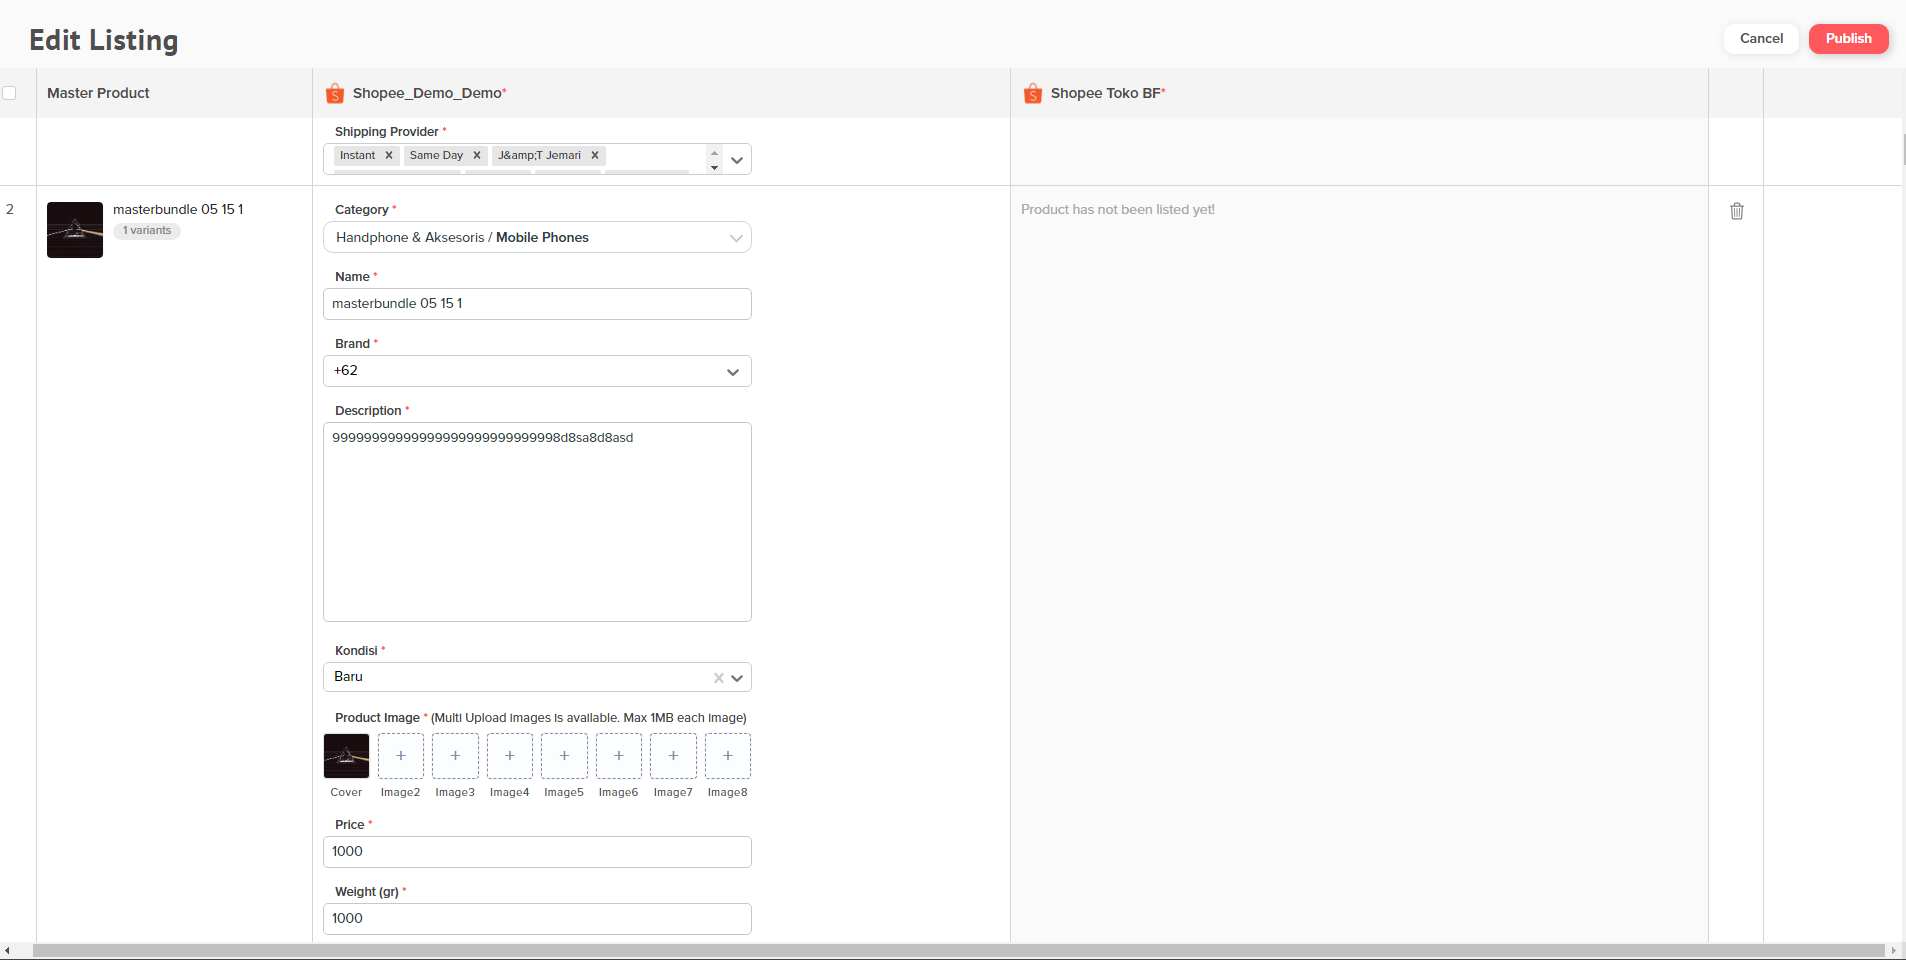 Edit Listing
Cancel
Publish
Master Product
Shopee_Demo_Demo*
Shopee Toko BF*
Shipping Provider *
Instant
Same Day
J&amp;T Jemari
2
masterbundle 05 15 1
1 variants
Category *
Handphone & Aksesoris / Mobile Phones
Product has not been listed yet!
Name *
masterbundle 05 15 1
Brand *
+62
Description *
99999999999999999999999999998d8sa8d8asd
Kondisi *
Baru
Product Image * (Multi Upload images is available. Max 1MB each image)
Cover
Image2
Image3
Image4
Image5
Image6
Image7
Image8
Price *
1000
Weight (gr) *
1000